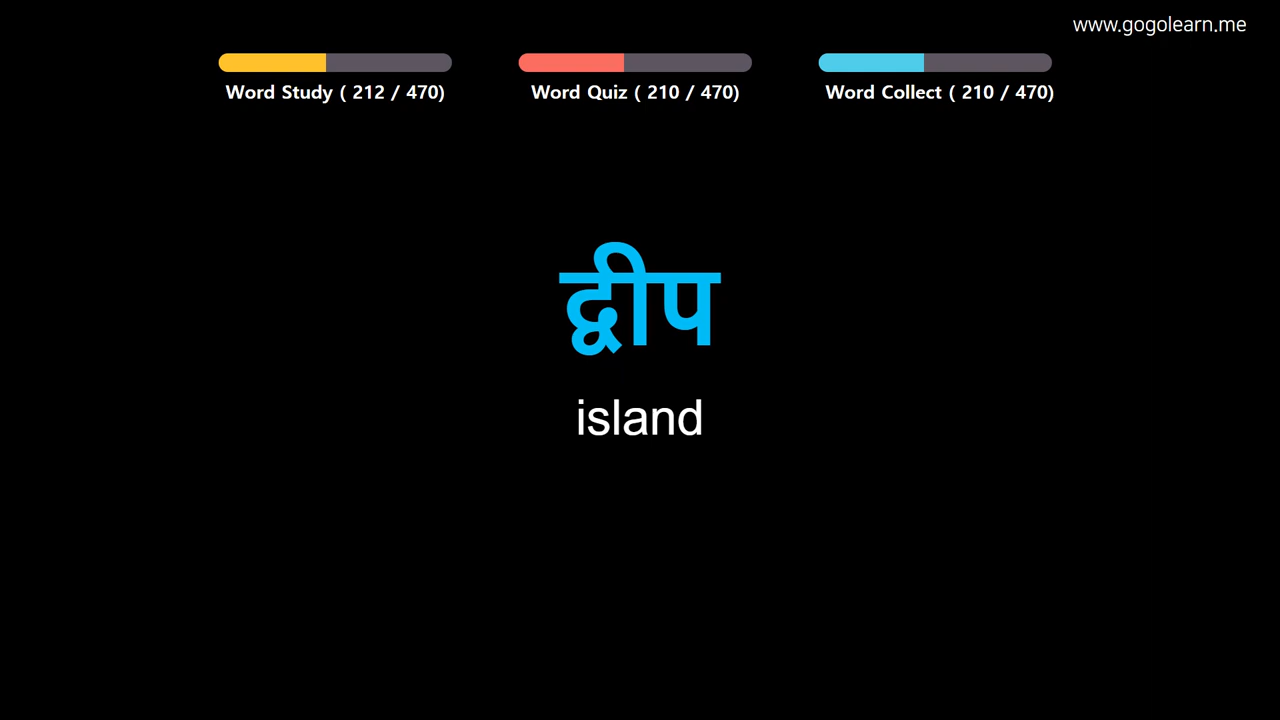 www.gogolearn.me
Word Study ( 212 / 470)
Word Quiz ( 210 / 470)
Word Collect ( 210 / 470)
द्वीप
island